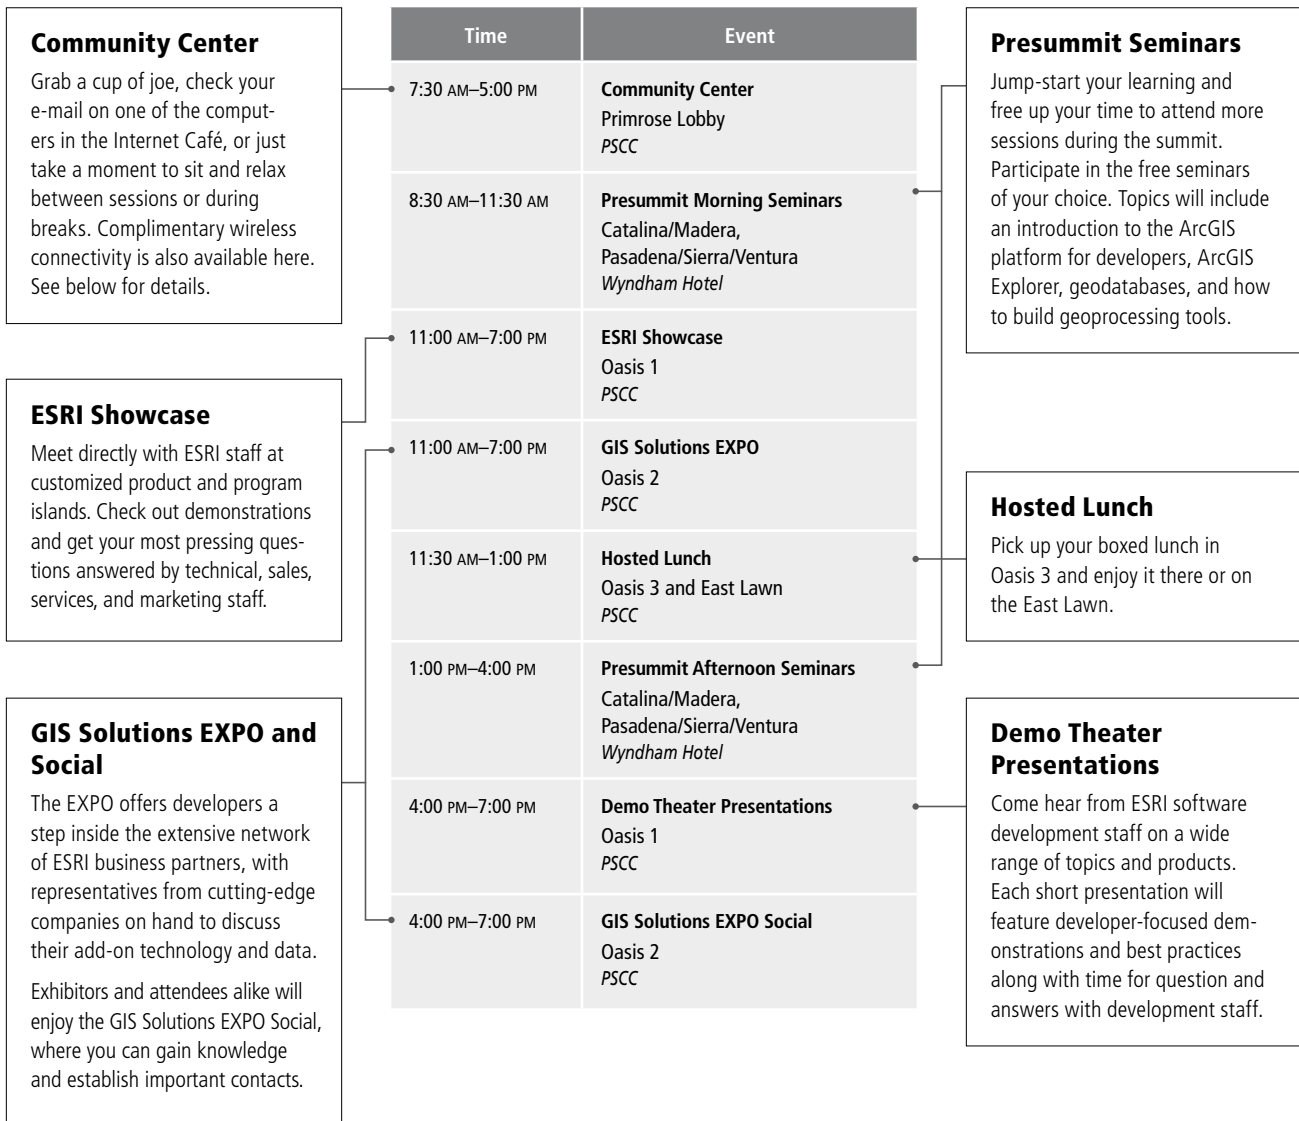 Community Center
Grab a cup of joe, check your
e-mail on one of the comput-
ers in the Internet Café, or just
take a moment to sit and relax
between sessions or during
breaks. Complimentary wireless
connectivity is also available here.
See below for details.
ESRI Showcase
Meet directly with ESRI staff at
customized product and program
islands. Check out demonstrations
and get your most pressing ques-
tions answered by technical, sales,
services, and marketing staff.
GIS Solutions EXPO and
Social
The EXPO offers developers a
step inside the extensive network
of ESRI business partners, with
representatives from cutting-edge
companies on hand to discuss
their add-on technology and data.
Exhibitors and attendees alike will
enjoy the GIS Solutions EXPO Social,
where you can gain knowledge
and establish important contacts.
Time Event
7:30 AM–5:00 PM Community Center
Primrose Lobby
PSCC
8:30 AM–11:30 AM Presummit Morning Seminars
Catalina/Madera,
Pasadena/Sierra/Ventura
Wyndham Hotel
11:00 AM–7:00 PM ESRI Showcase
Oasis 1
PSCC
11:00 AM–7:00 PM GIS Solutions EXPO
Oasis 2
PSCC
11:30 AM–1:00 PM Hosted Lunch
Oasis 3 and East Lawn
PSCC
1:00 PM–4:00 PM Presummit Afternoon Seminars
Catalina/Madera,
Pasadena/Sierra/Ventura
Wyndham Hotel
4:00 PM–7:00 PM Demo Theater Presentations
Oasis 1
PSCC
4:00 PM–7:00 PM GIS Solutions EXPO Social
Oasis 2
PSCC
Presummit Seminars
Jump-start your learning and
free up your time to attend more
sessions during the summit.
Participate in the free seminars
of your choice. Topics will include
an introduction to the ArcGIS
platform for developers, ArcGIS
Explorer, geodatabases, and how
to build geoprocessing tools.
Hosted Lunch
Pick up your boxed lunch in
Oasis 3 and enjoy it there or on
the East Lawn.
Demo Theater
Presentations
Come hear from ESRI software
development staff on a wide
range of topics and products.
Each short presentation will
feature developer-focused dem-
onstrations and best practices
along with time for question and
answers with development staff.